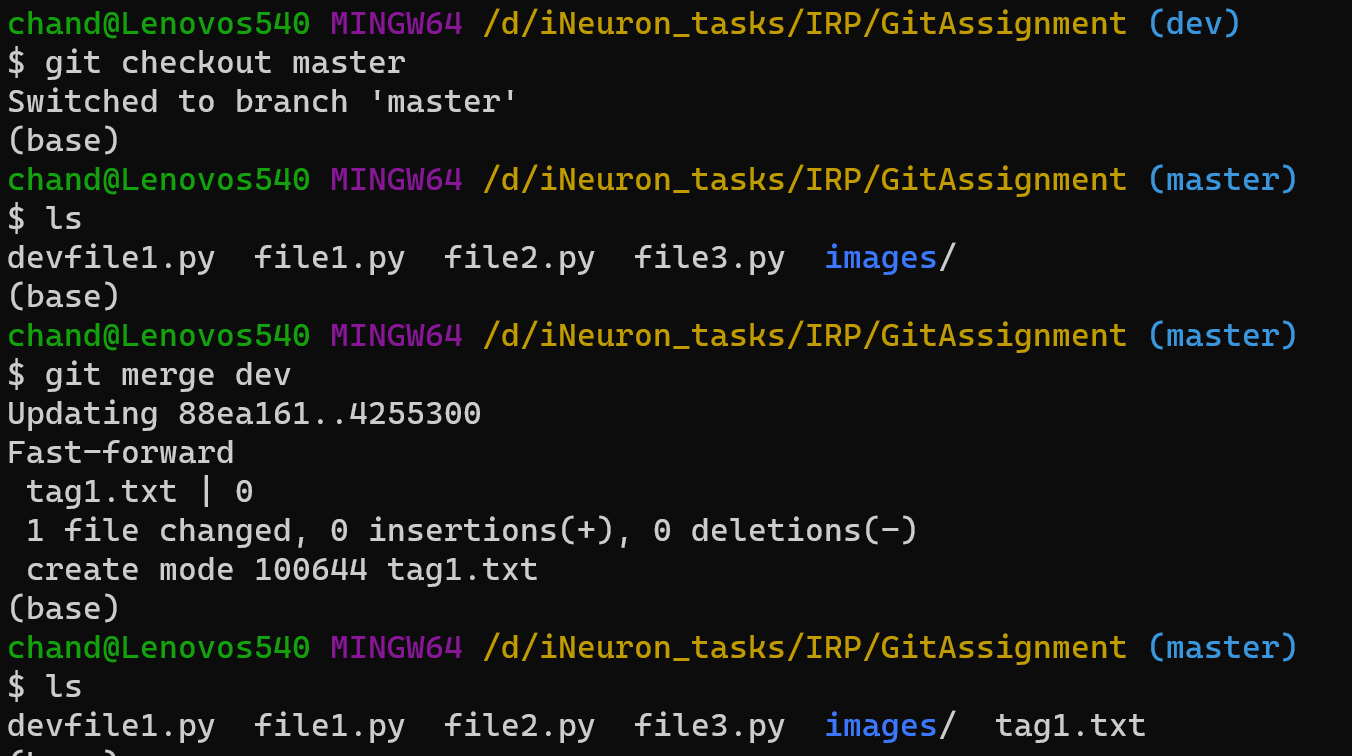 chand@Lenovos540 MINGW64 /d/iNeuron_tasks/IRP/GitAssignment (dev)
$ git checkout master
Switched to branch 'master'
(base)
chand@Lenovos540 MINGW64 /d/iNeuron_tasks/IRP/GitAssignment (master)
$ ls
devfile1.py  file1.py  file2.py  file3.py  images/
(base)
chand@Lenovos540 MINGW64 /d/iNeuron_tasks/IRP/GitAssignment (master)
$ git merge dev
Updating 88ea161..4255300
Fast-forward
 tag1.txt | 0
 1 file changed, 0 insertions(+), 0 deletions(-)
 create mode 100644 tag1.txt
(base)
chand@Lenovos540 MINGW64 /d/iNeuron_tasks/IRP/GitAssignment (master)
$ ls
devfile1.py  file1.py  file2.py  file3.py  images/  tag1.txt